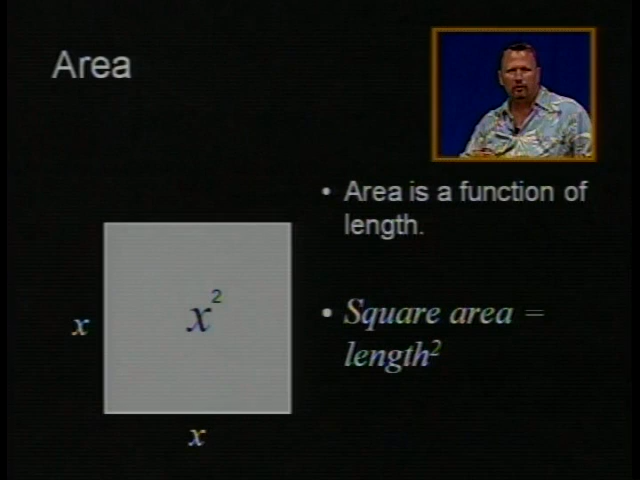 Area
• Area is a function of
length.
x
x²
x
• Square area =
length²